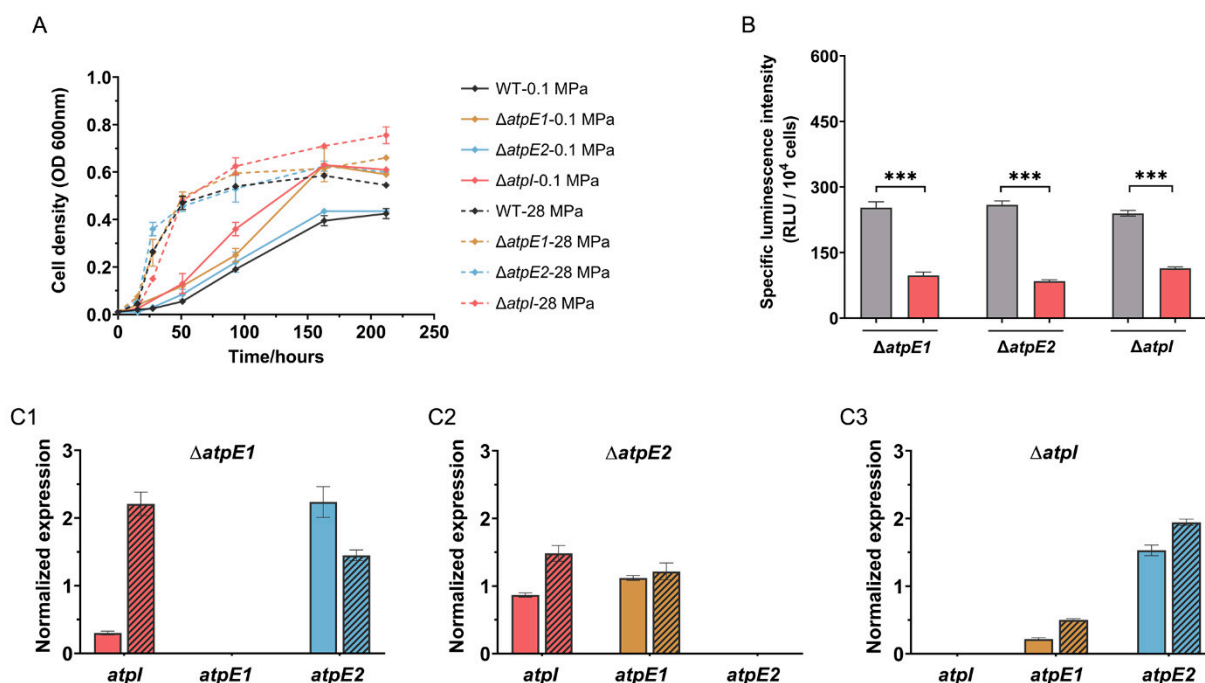 A
Cell density (OD 600nm)
1.0
0.8
0.6
0.4
0.2
0.0
0 50 100 150 200 250
Time/hours
WT-0.1 MPa
ΔatpE1-0.1 MPa
ΔatpE2-0.1 MPa
ΔatpI-0.1 MPa
WT-28 MPa
ΔatpE1-28 MPa
ΔatpE2-28 MPa
ΔatpI-28 MPa
B
Specific luminescence intensity
(RLU / 10⁴ cells)
600
450
300
150
0
*** *** ***
ΔatpE1 ΔatpE2 ΔatpI
C1
ΔatpE1
Normalized expression
3
2
1
0
atpI atpE1 atpE2
C2
ΔatpE2
Normalized expression
3
2
1
0
atpI atpE1 atpE2
C3
ΔatpI
Normalized expression
3
2
1
0
atpI atpE1 atpE2